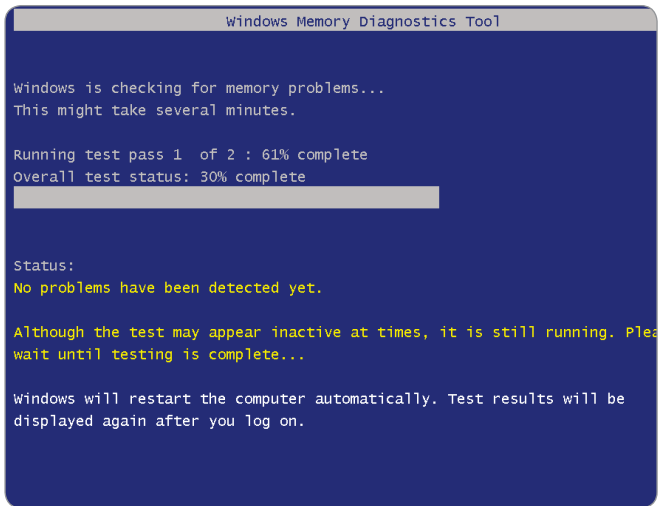 Windows Memory Diagnostics Tool
Windows is checking for memory problems...
This might take several minutes.
Running test pass 1  of 2 : 61% complete
Overall test status: 30% complete
Status:
No problems have been detected yet.
Although the test may appear inactive at times, it is still running. Plea
wait until testing is complete...
Windows will restart the computer automatically. Test results will be
displayed again after you log on.